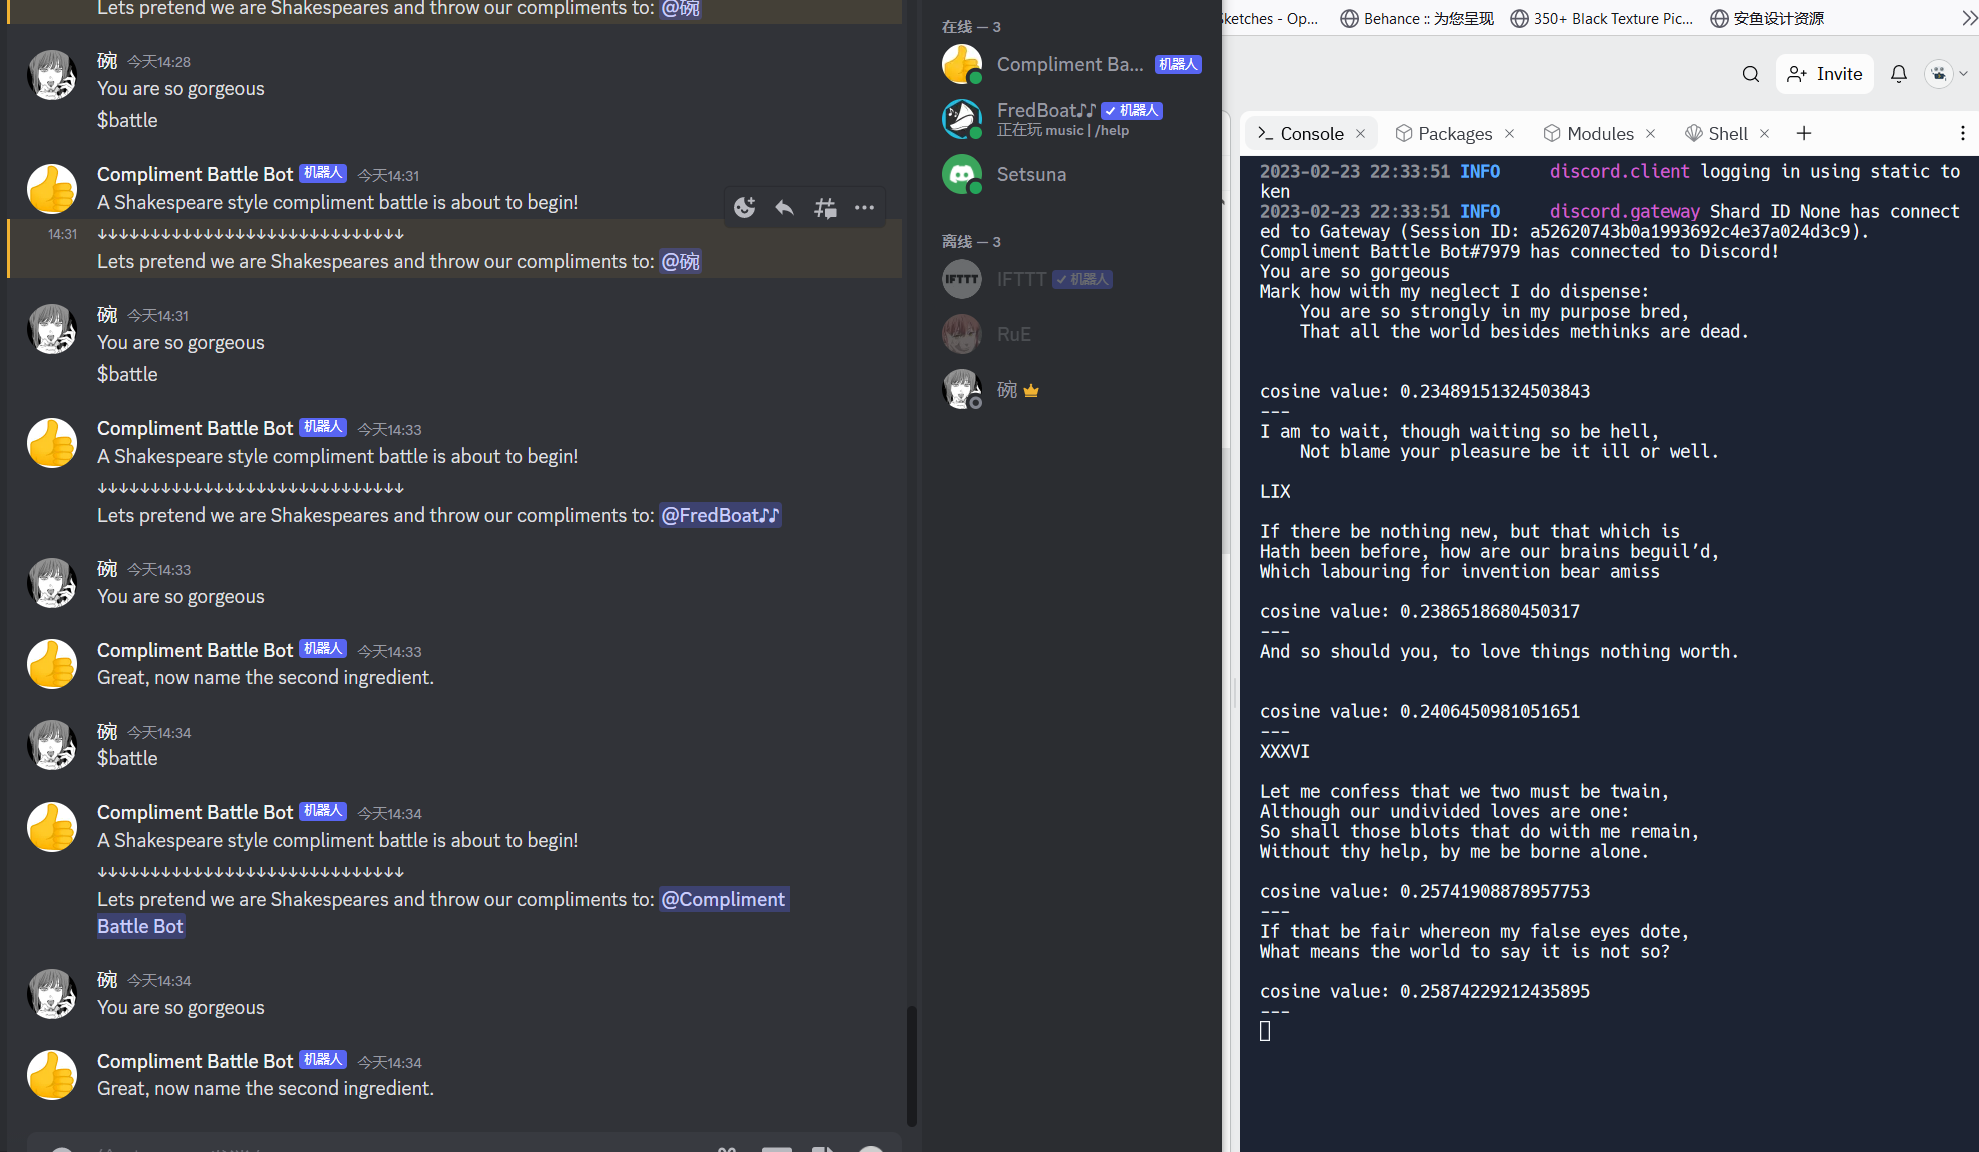 Lets pretend we are Shakespeares and throw our compliments to: @碗
碗 今天14:28
You are so gorgeous
$battle
Compliment Battle Bot 机器人 今天14:31
A Shakespeare style compliment battle is about to begin!
14:31 ↓↓↓↓↓↓↓↓↓↓↓↓↓↓↓↓↓↓↓↓↓↓↓↓↓↓↓↓↓
Lets pretend we are Shakespeares and throw our compliments to: @碗
碗 今天14:31
You are so gorgeous
$battle
Compliment Battle Bot 机器人 今天14:33
A Shakespeare style compliment battle is about to begin!
↓↓↓↓↓↓↓↓↓↓↓↓↓↓↓↓↓↓↓↓↓↓↓↓↓↓↓↓↓
Lets pretend we are Shakespeares and throw our compliments to: @FredBoat♪♪
碗 今天14:33
You are so gorgeous
Compliment Battle Bot 机器人 今天14:33
Great, now name the second ingredient.
碗 今天14:34
$battle
Compliment Battle Bot 机器人 今天14:34
A Shakespeare style compliment battle is about to begin!
↓↓↓↓↓↓↓↓↓↓↓↓↓↓↓↓↓↓↓↓↓↓↓↓↓↓↓↓↓
Lets pretend we are Shakespeares and throw our compliments to: @Compliment
Battle Bot
碗 今天14:34
You are so gorgeous
Compliment Battle Bot 机器人 今天14:34
Great, now name the second ingredient.
在线 — 3
Compliment Ba... 机器人
FredBoat♪♪ ✓ 机器人
正在玩 music | /help
Setsuna
离线 — 3
IFTTT
IFTTT ✓ 机器人
RuE
碗
Sketches - Op... Behance :: 为您呈现 350+ Black Texture Pic... 安鱼设计资源
Invite
Console Packages Modules Shell
2023-02-23 22:33:51 INFO discord.client logging in using static to
ken
2023-02-23 22:33:51 INFO discord.gateway Shard ID None has connect
ed to Gateway (Session ID: a52620743b0a1993692c4e37a024d3c9).
Compliment Battle Bot#7979 has connected to Discord!
You are so gorgeous
Mark how with my neglect I do dispense:
You are so strongly in my purpose bred,
That all the world besides methinks are dead.
cosine value: 0.23489151324503843
---
I am to wait, though waiting so be hell,
Not blame your pleasure be it ill or well.
LIX
If there be nothing new, but that which is
Hath been before, how are our brains beguil’d,
Which labouring for invention bear amiss
cosine value: 0.2386518680450317
---
And so should you, to love things nothing worth.
cosine value: 0.2406450981051651
---
XXXVI
Let me confess that we two must be twain,
Although our undivided loves are one:
So shall those blots that do with me remain,
Without thy help, by me be borne alone.
cosine value: 0.25741908878957753
---
If that be fair whereon my false eyes dote,
What means the world to say it is not so?
cosine value: 0.25874229212435895
---